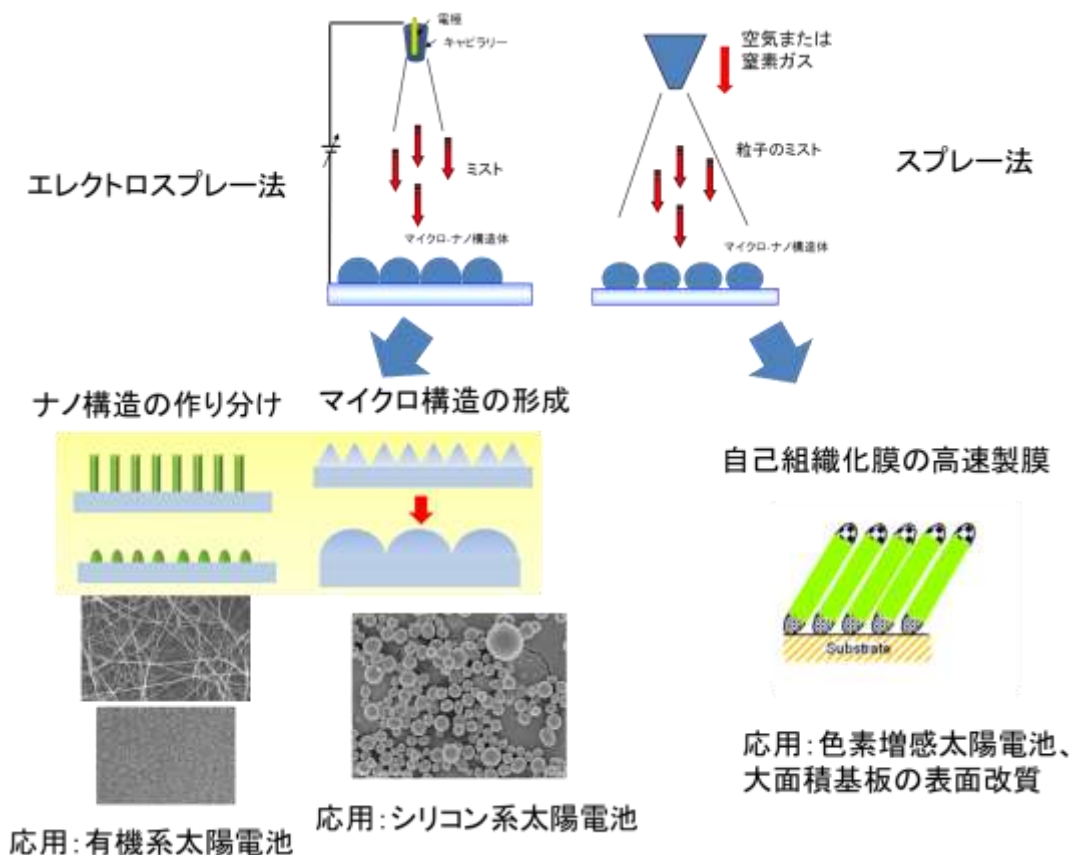 電極
キャピラリー
ミスト
マイクロ-ナノ構造体
エレクトロスプレー法
空気または
窒素ガス
粒子のミスト
マイクロ-ナノ構造体
スプレー法
ナノ構造の作り分け
マイクロ構造の形成
自己組織化膜の高速製膜
Substrate
応用：有機系太陽電池
応用：シリコン系太陽電池
応用：色素増感太陽電池、
大面積基板の表面改質